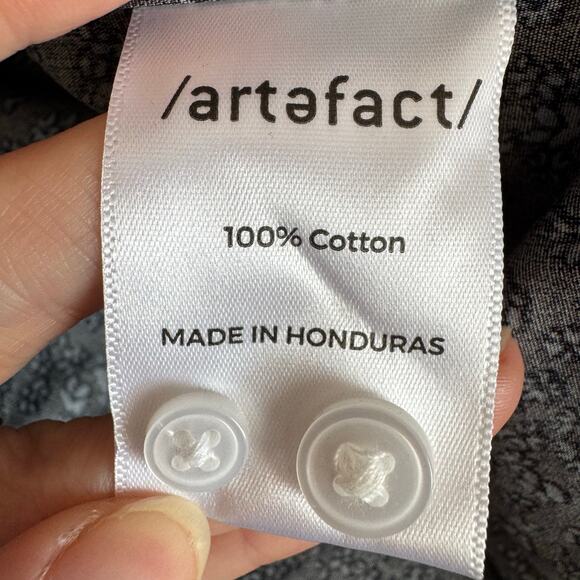 /artəfact/
100% Cotton
MADE IN HONDURAS